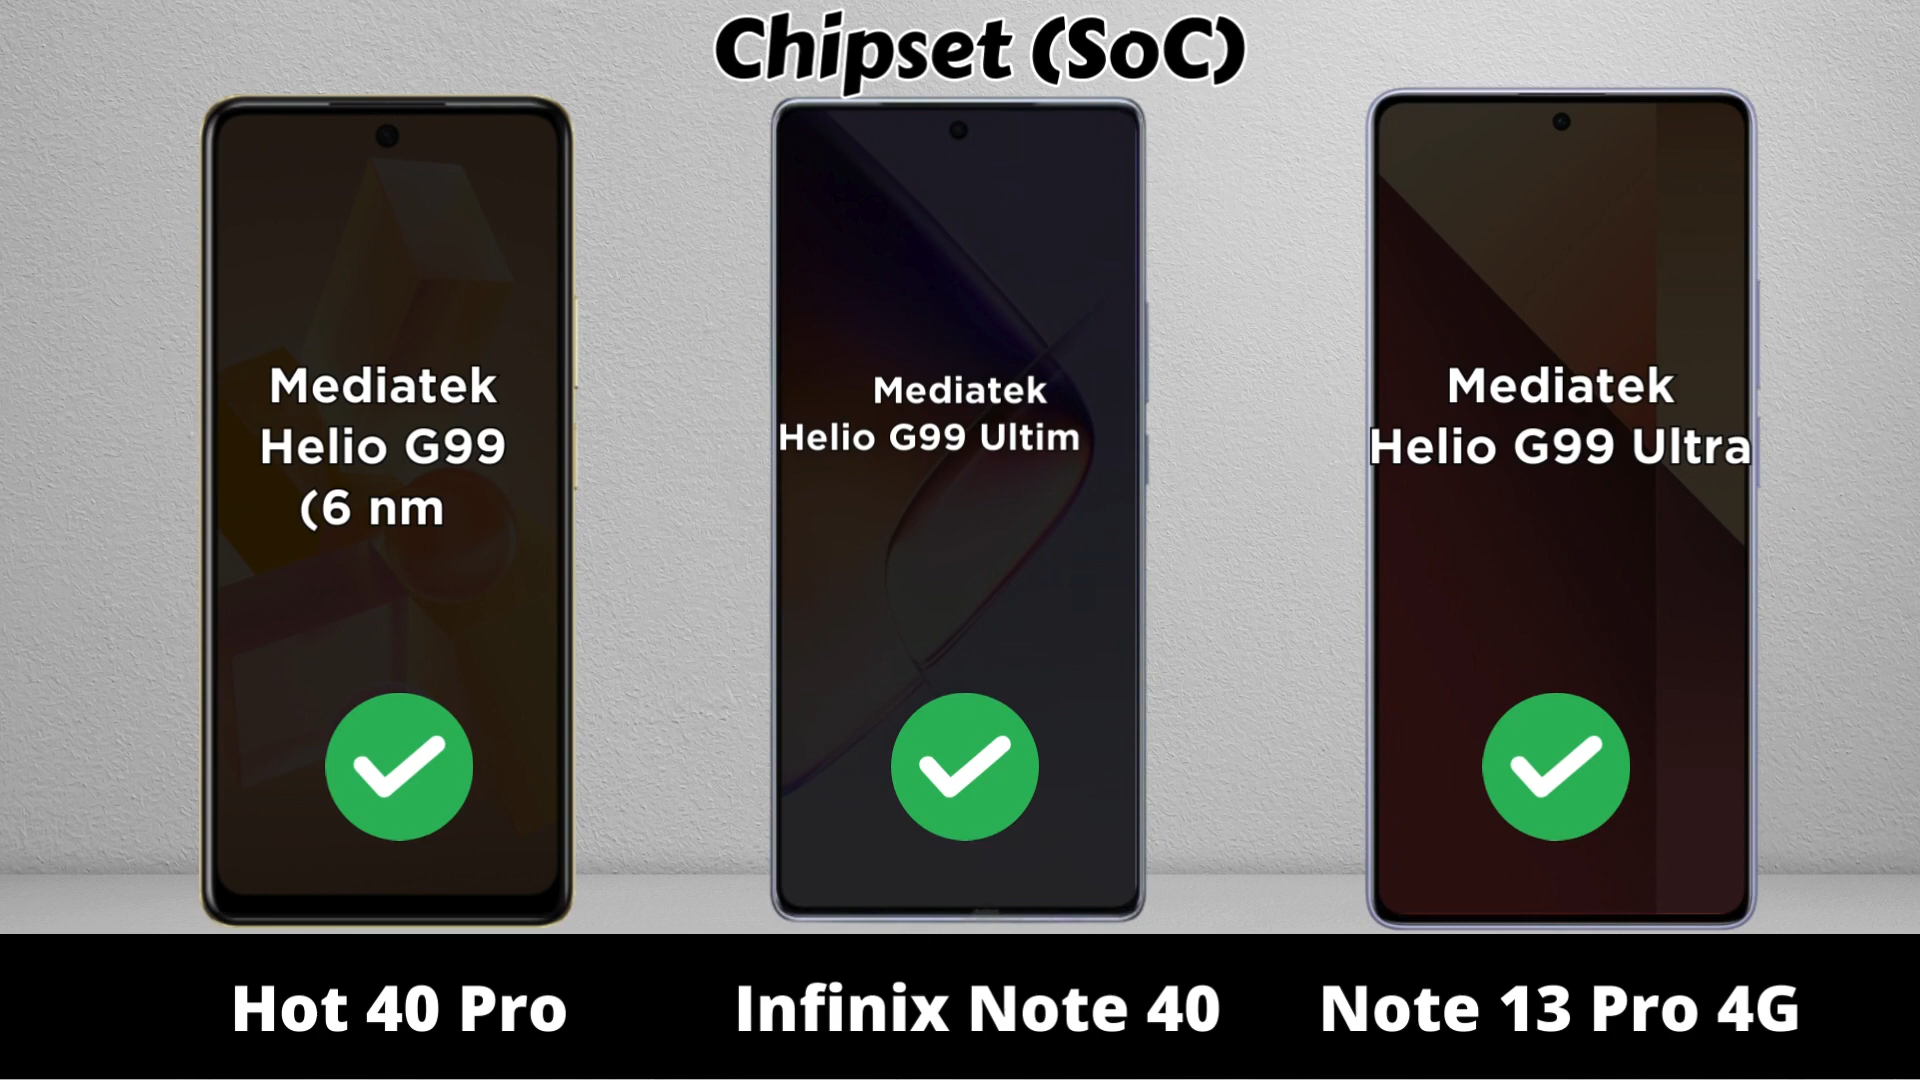 Chipset (SoC)
Mediatek
Helio G99
(6 nm
Mediatek
Helio G99 Ultim
Mediatek
Helio G99 Ultra
Hot 40 Pro
Infinix Note 40
Note 13 Pro 4G